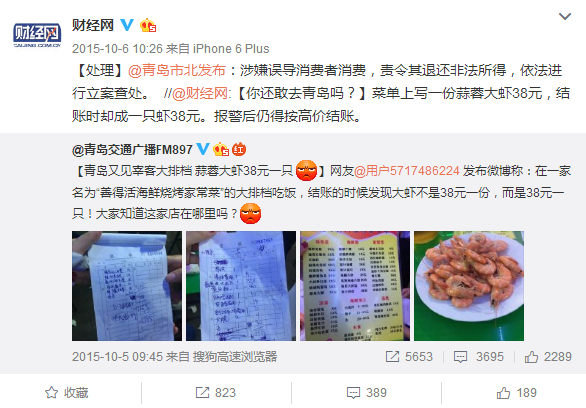 财经网
CAIJING.COM.CN
财经网
2015-10-6 10:26 来自 iPhone 6 Plus
【处理】@青岛市北发布：涉嫌误导消费者消费，责令其退还非法所得，依法进
行立案查处。 //@财经网:【你还敢去青岛吗？】菜单上写一份蒜蓉大虾38元，结
账时却成一只虾38元。报警后仍得按高价结账。
@青岛交通广播FM897
【青岛又见宰客大排档 蒜蓉大虾38元一只 】网友@用户5717486224 发布微博称：在一家
名为“善得活海鲜烧烤家常菜”的大排档吃饭，结账的时候发现大虾不是38元一份，而是38元一
只！大家知道这家店在哪里吗？
2015-10-5 09:45 来自 搜狗高速浏览器
5653
3695
2289
收藏
823
389
189